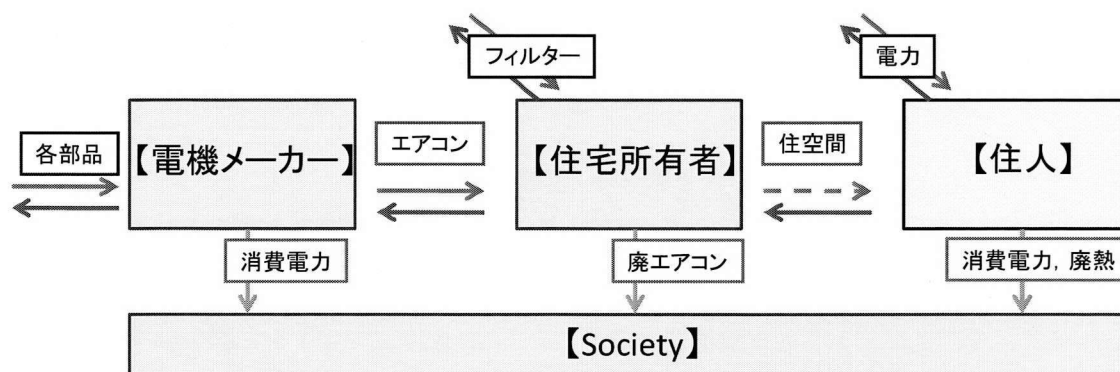 フィルター
電力
各部品
【電機メーカー】
エアコン
【住宅所有者】
住空間
【住人】
消費電力
廃エアコン
消費電力, 廃熱
【Society】